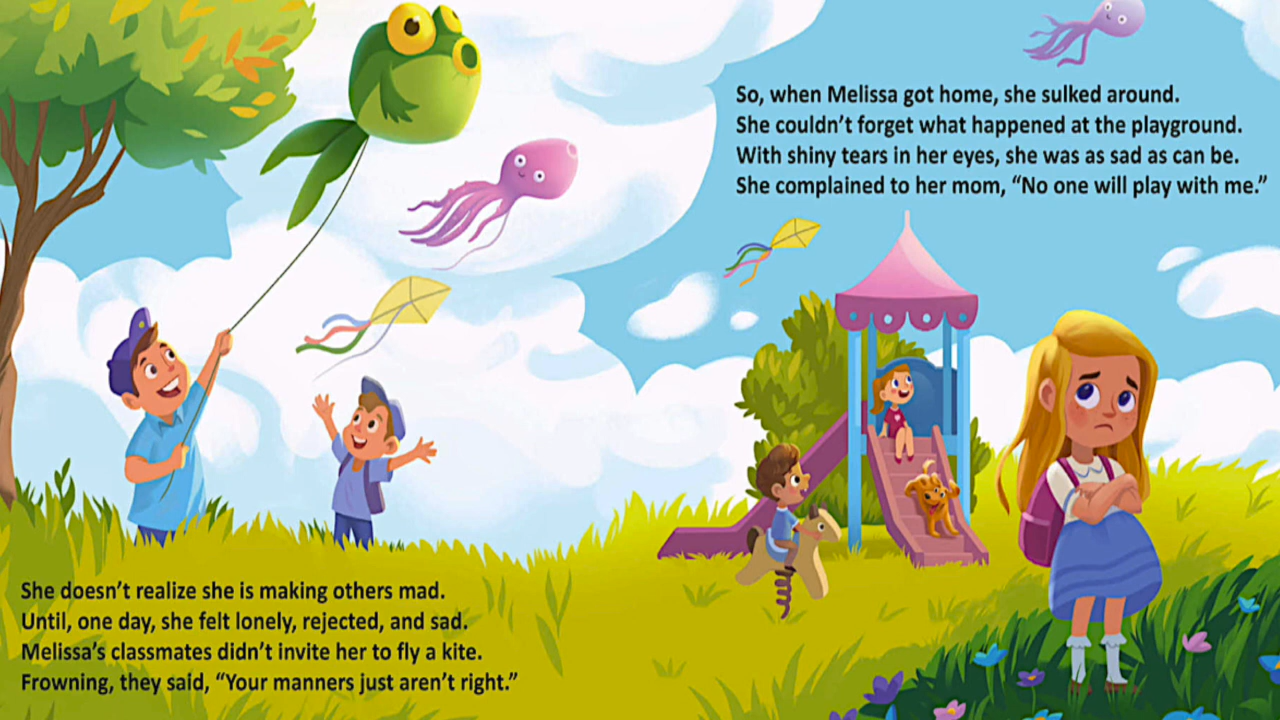 She doesn't realize she is making others mad.
Until, one day, she felt lonely, rejected, and sad.
Melissa's classmates didn't invite her to fly a kite.
Frowning, they said, "Your manners just aren't right."
So, when Melissa got home, she sulked around.
She couldn't forget what happened at the playground.
With shiny tears in her eyes, she was as sad as can be.
She complained to her mom, "No one will play with me."